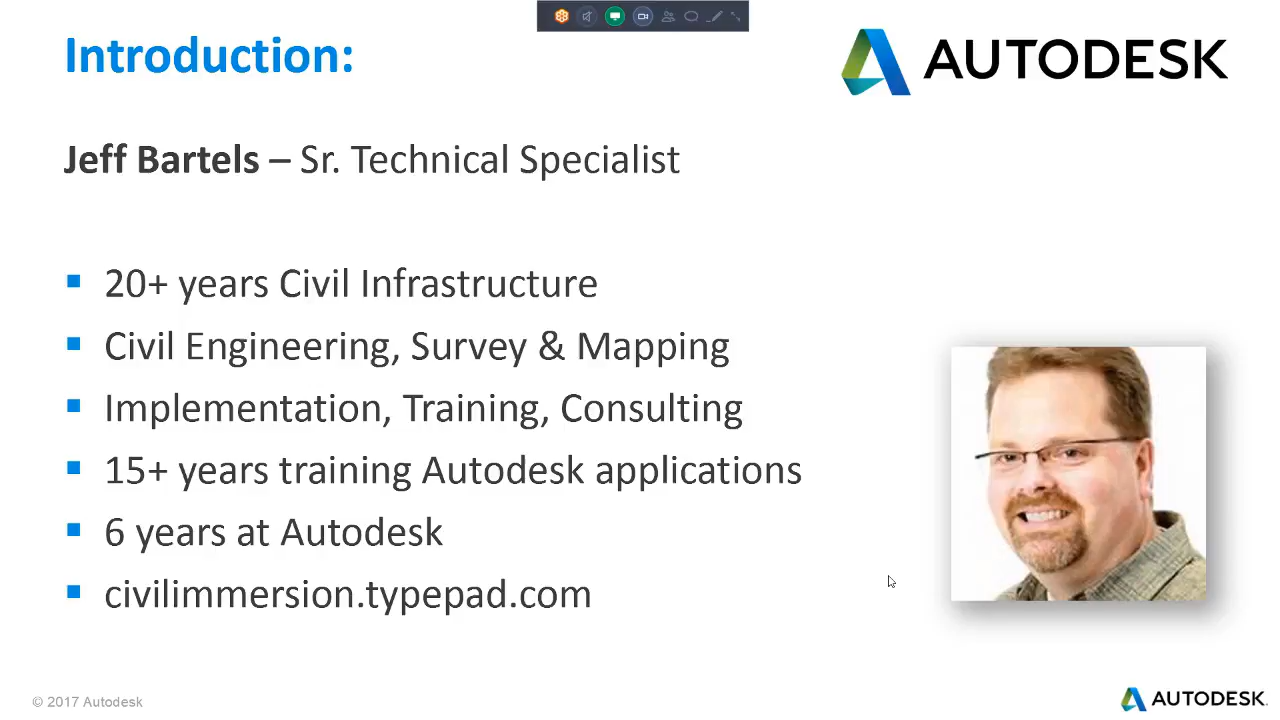 Introduction:
AUTODESK
Jeff Bartels – Sr. Technical Specialist
20+ years Civil Infrastructure
Civil Engineering, Survey & Mapping
Implementation, Training, Consulting
15+ years training Autodesk applications
6 years at Autodesk
civilimmersion.typepad.com
© 2017 Autodesk
AUTODESK.